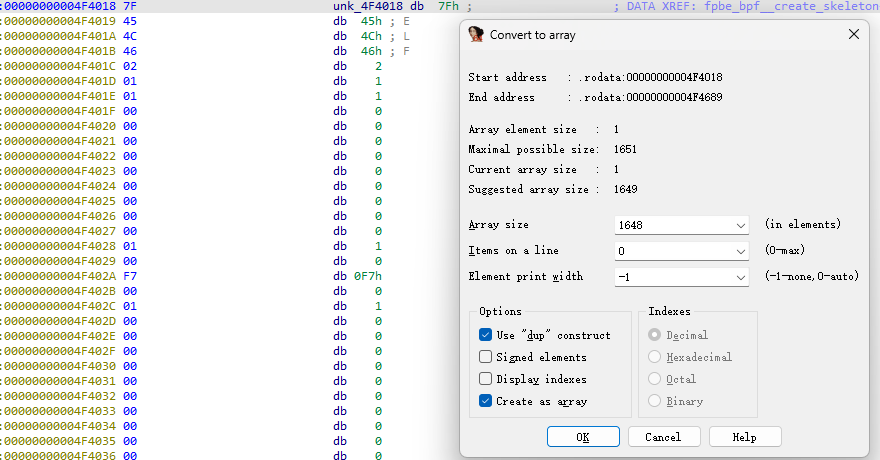 :00000000004F4018 7F unk_4F4018 db 7Fh ; ; DATA XREF: fpbe_bpf__create_skeleton
:00000000004F4019 45 db 45h ; E
:00000000004F401A 4C db 4Ch ; L
:00000000004F401B 46 db 46h ; F
:00000000004F401C 02 db 2
:00000000004F401D 01 db 1
:00000000004F401E 01 db 1
:00000000004F401F 00 db 0
:00000000004F4020 00 db 0
:00000000004F4021 00 db 0
:00000000004F4022 00 db 0
:00000000004F4023 00 db 0
:00000000004F4024 00 db 0
:00000000004F4025 00 db 0
:00000000004F4026 00 db 0
:00000000004F4027 00 db 0
:00000000004F4028 01 db 1
:00000000004F4029 00 db 0
:00000000004F402A F7 db 0F7h
:00000000004F402B 00 db 0
:00000000004F402C 01 db 1
:00000000004F402D 00 db 0
:00000000004F402E 00 db 0
:00000000004F402F 00 db 0
:00000000004F4030 00 db 0
:00000000004F4031 00 db 0
:00000000004F4032 00 db 0
:00000000004F4033 00 db 0
:00000000004F4034 00 db 0
:00000000004F4035 00 db 0
:00000000004F4036 00 db 0
Convert to array
Start address : .rodata:00000000004F4018
End address : .rodata:00000000004F4689
Array element size : 1
Maximal possible size: 1651
Current array size : 1
Suggested array size : 1649
Array size 1648 (in elements)
Items on a line 0 (0-max)
Element print width -1 (-1-none,0-auto)
Options
Use "dup" construct
Signed elements
Display indexes
Create as array
Indexes
Decimal
Hexadecimal
Octal
Binary
OK Cancel Help